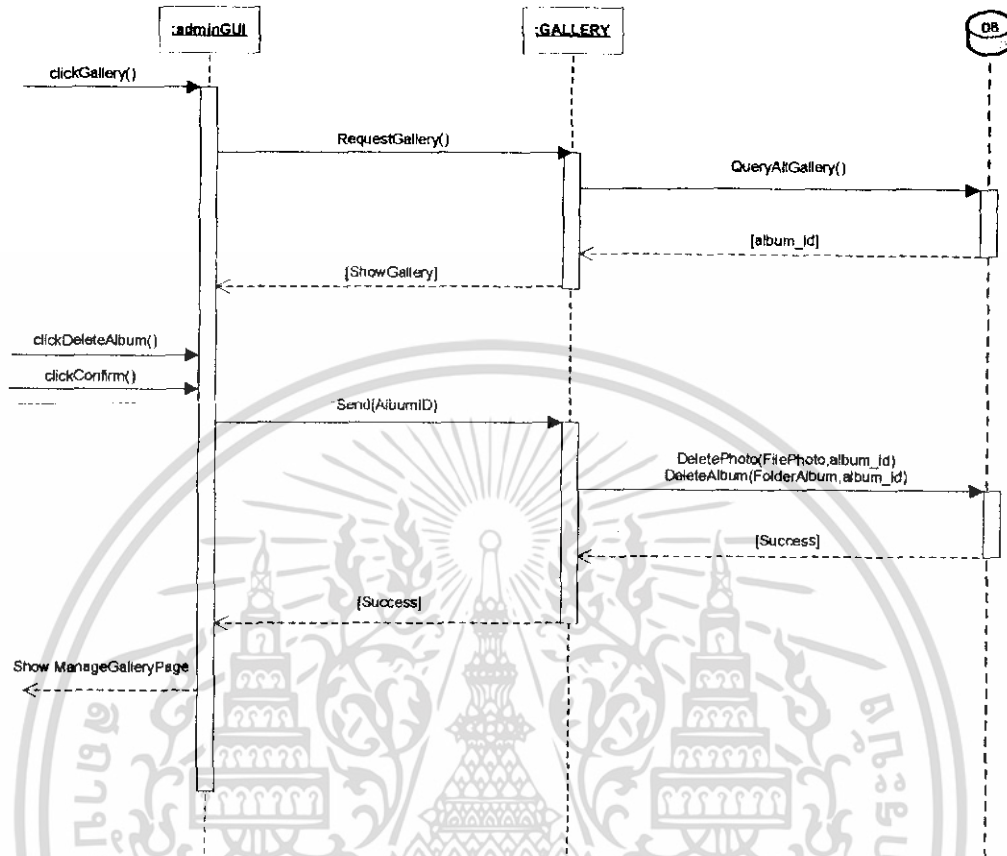 :adminGUI
:GALLERY
DB
clickGallery()
RequestGallery()
QueryAllGallery()
[album_id]
[ShowGallery]
clickDeleteAlbum()
clickConfirm()
Send(AlbumID)
DeletePhoto(FilePhoto,album_id)
DeleteAlbum(FolderAlbum,album_id)
[Success]
[Success]
Show ManageGalleryPage